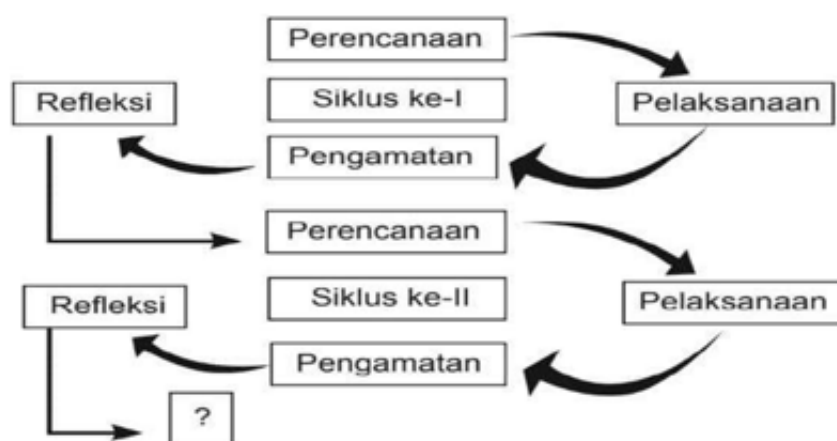 Perencanaan
Refleksi
Siklus ke-I
Pelaksanaan
Pengamatan
Perencanaan
Refleksi
Siklus ke-II
Pelaksanaan
Pengamatan
?